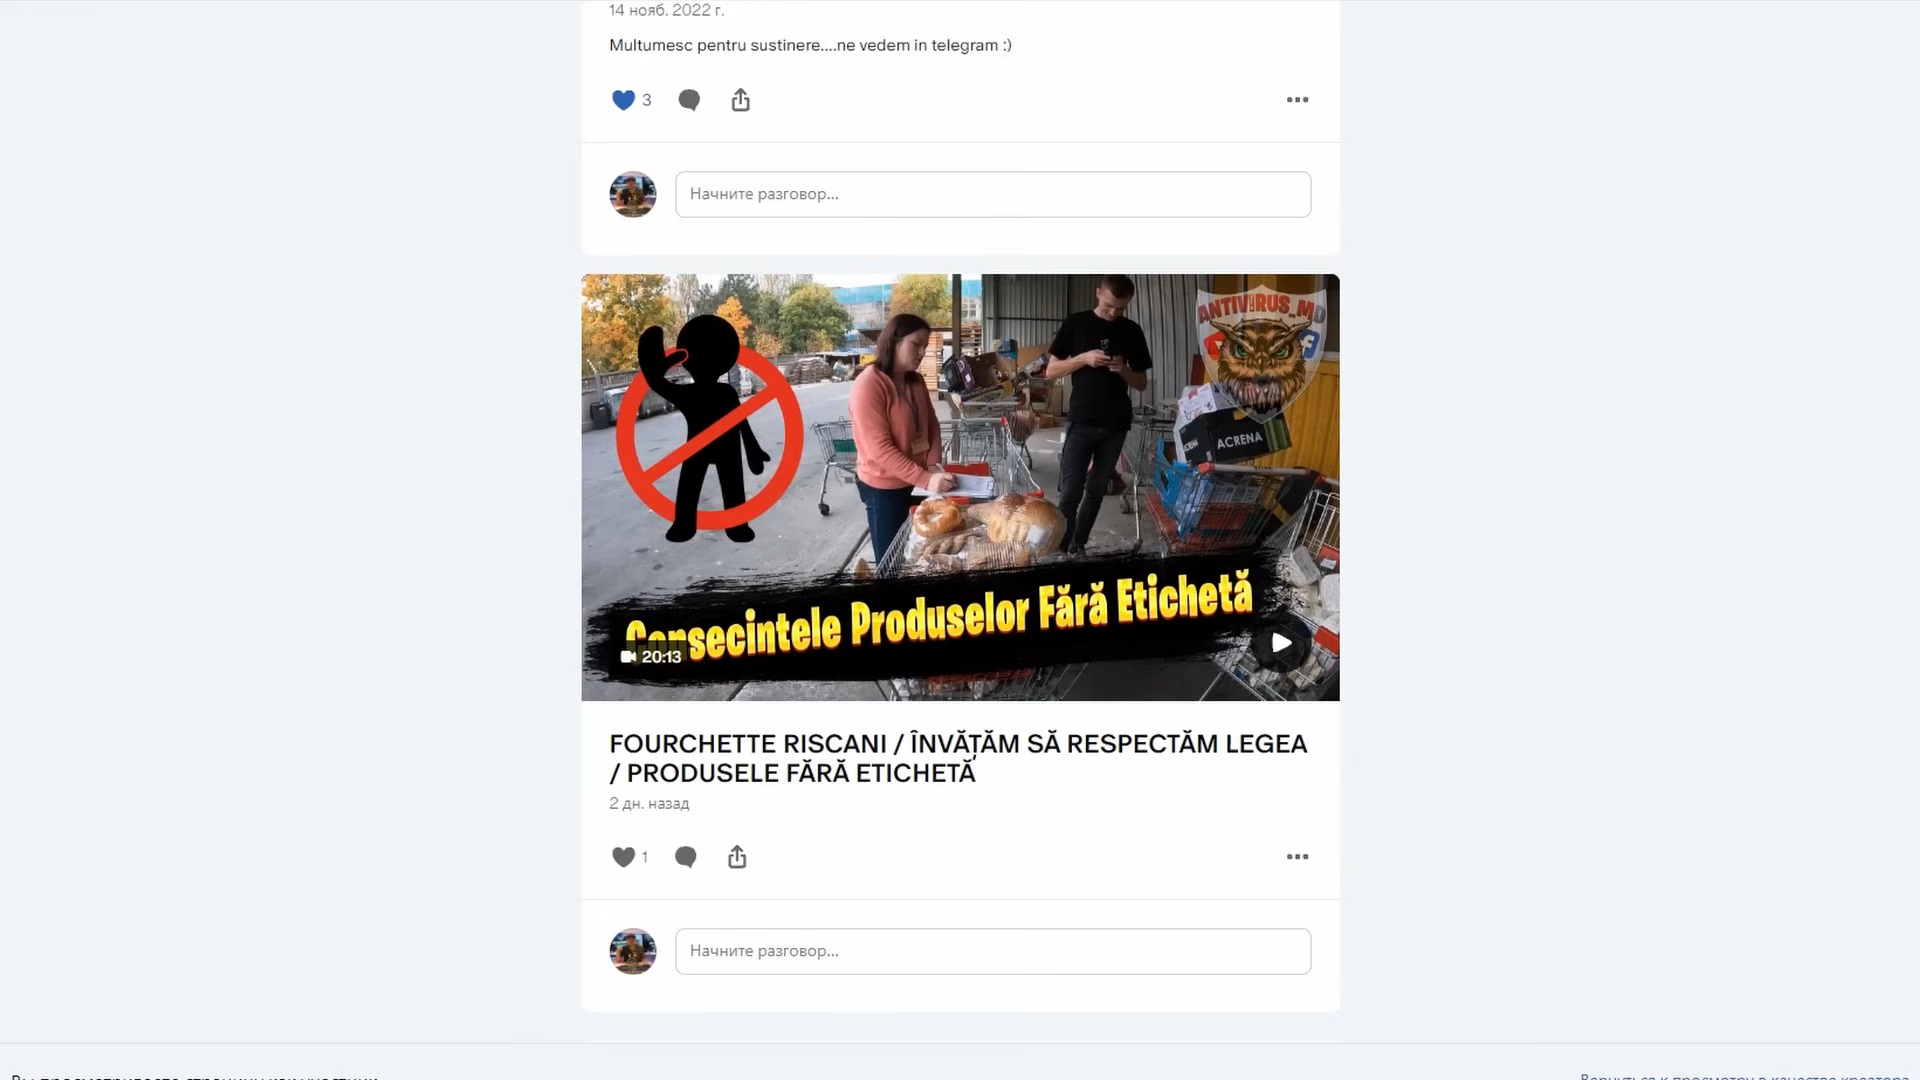 14 нояб. 2022 г.
Multumesc pentru sustinere....ne vedem in telegram :)
3
Начните разговор...
ANTIVIRUS_MD
ACRENA
Consecintele Produselor Fără Etichetă
20:13
FOURCHETTE RISCANI / ÎNVĂȚĂM SĂ RESPECTĂM LEGEA
/ PRODUSELE FĂRĂ ETICHETĂ
2 дн. назад
1
Начните разговор...